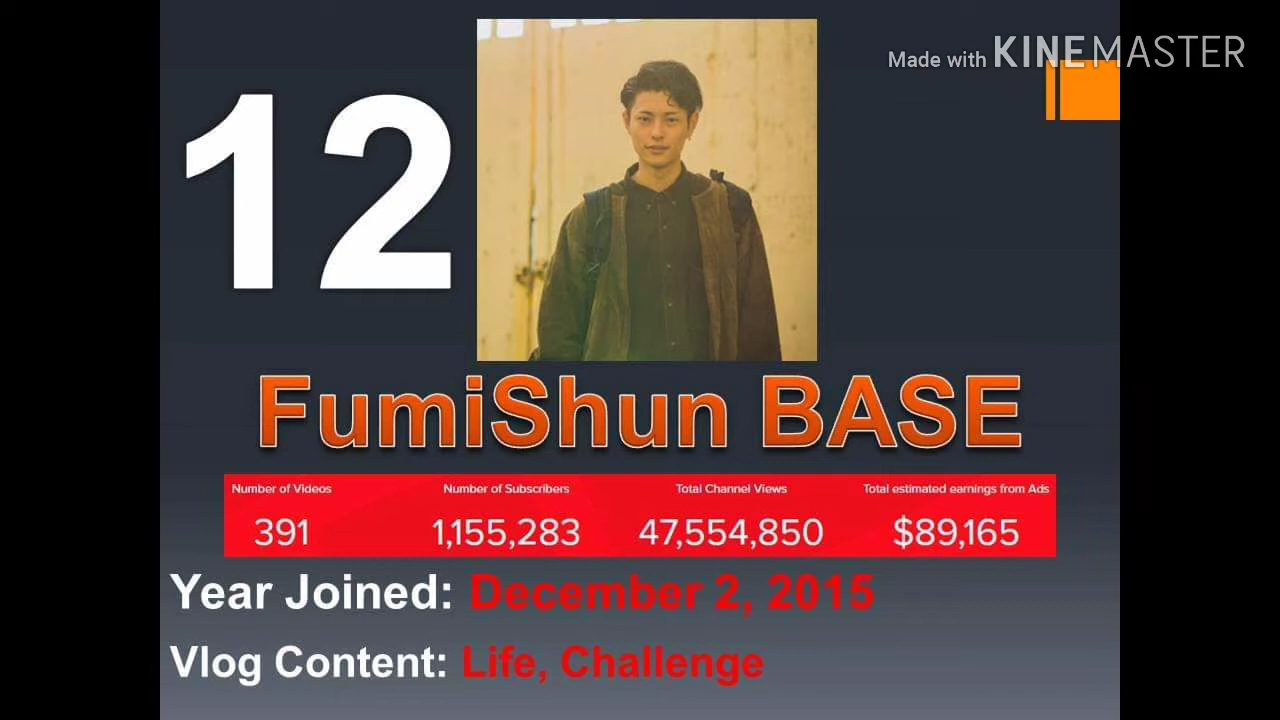 Made with KINEMASTER
12
FumiShun BASE
Number of Videos Number of Subscribers Total Channel Views Total estimated earnings from Ads
391 1,155,283 47,554,850 $89,165
Year Joined: December 2, 2015
Vlog Content: Life, Challenge